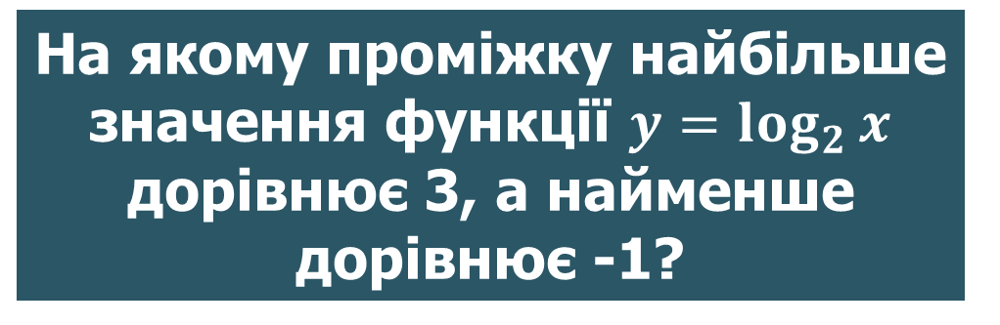 На якому проміжку найбільше
значення функції y = log₂ x
дорівнює 3, а найменше
дорівнює -1?